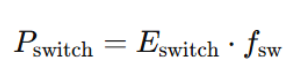 P_switch = E_switch · f_sw